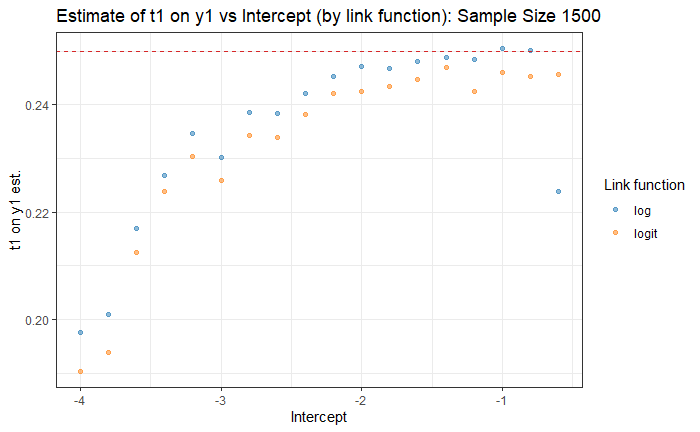 Estimate of t1 on y1 vs Intercept (by link function): Sample Size 1500
t1 on y1 est.
0.24
0.22
0.20
-4
-3
-2
-1
Intercept
Link function
log
logit